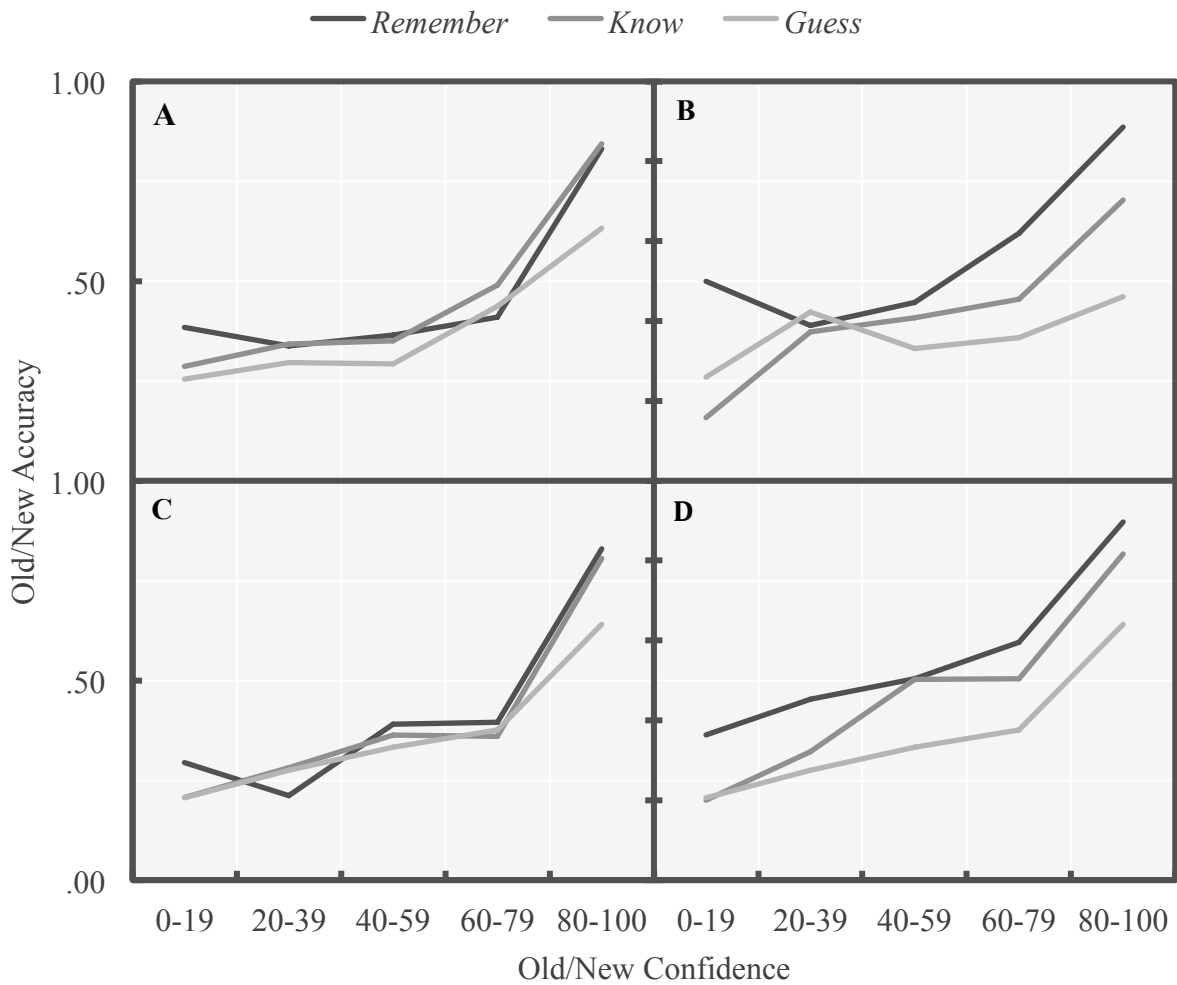 Remember Know Guess
1.00
A B
.50
Old/New Accuracy
1.00
C D
.50
.00
0-19 20-39 40-59 60-79 80-100 0-19 20-39 40-59 60-79 80-100
Old/New Confidence